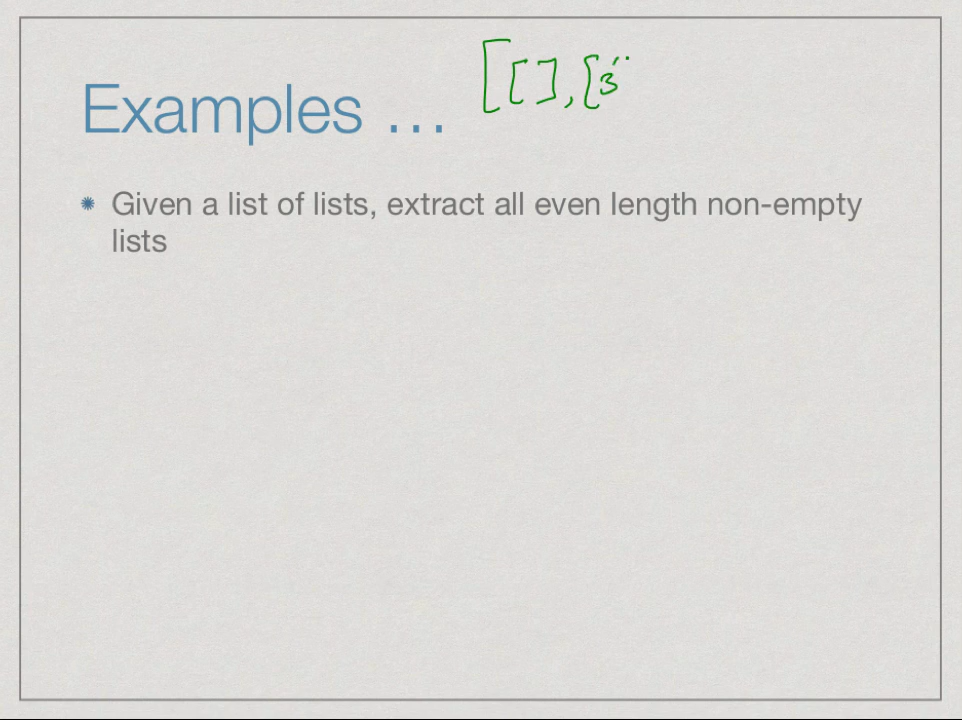 [[], [3
Examples ...
Given a list of lists, extract all even length non-empty
lists